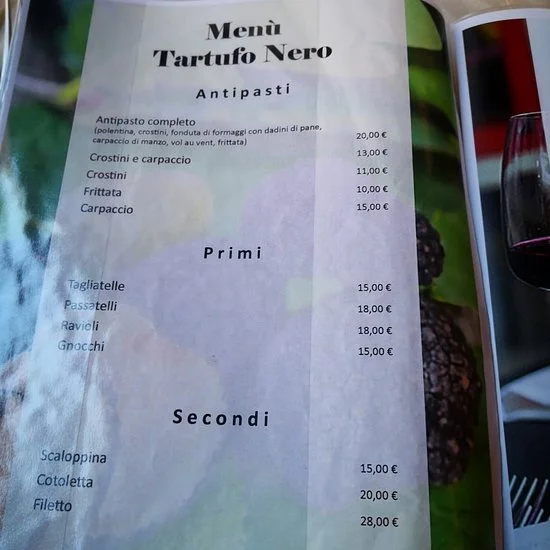 Menù
Tartufo Nero
Antipasti
Antipasto completo
(polentina, crostini, fonduta di formaggi con dadini di pane,
carpaccio di manzo, vol au vent, frittata) 20,00 €
Crostini e carpaccio 13,00 €
Crostini 11,00 €
Frittata 10,00 €
Carpaccio 15,00 €
Primi
Tagliatelle 15,00 €
Passatelli 18,00 €
Ravioli 18,00 €
Gnocchi 15,00 €
Secondi
Scaloppina 15,00 €
Cotoletta 20,00 €
Filetto 28,00 €